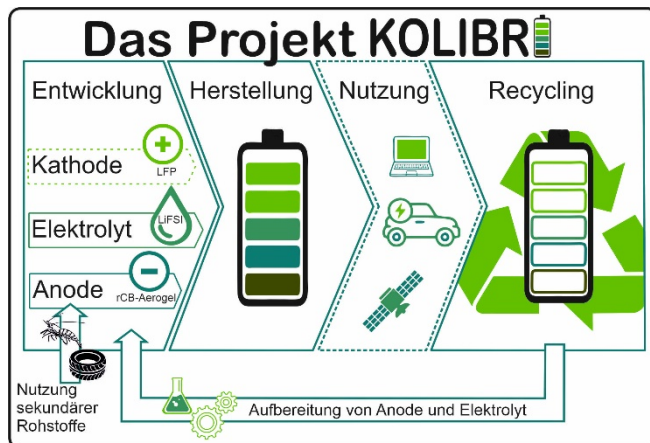 Das Projekt KOLIBRI
Entwicklung
Herstellung
Nutzung
Recycling
Kathode
+
LFP
Elektrolyt
LiFSI
Anode
−
rCB-Aerogel
Nutzung
sekundärer
Rohstoffe
Aufbereitung von Anode und Elektrolyt